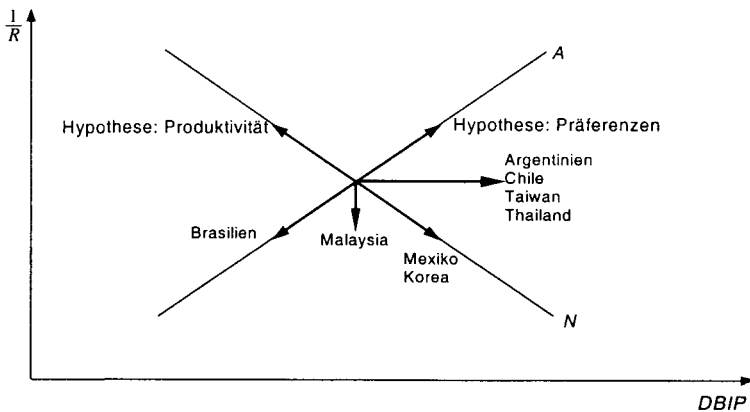 1
R
A
Hypothese: Produktivität
Hypothese: Präferenzen
Argentinien
Chile
Taiwan
Thailand
Brasilien
Malaysia
Mexiko
Korea
N
DBIP